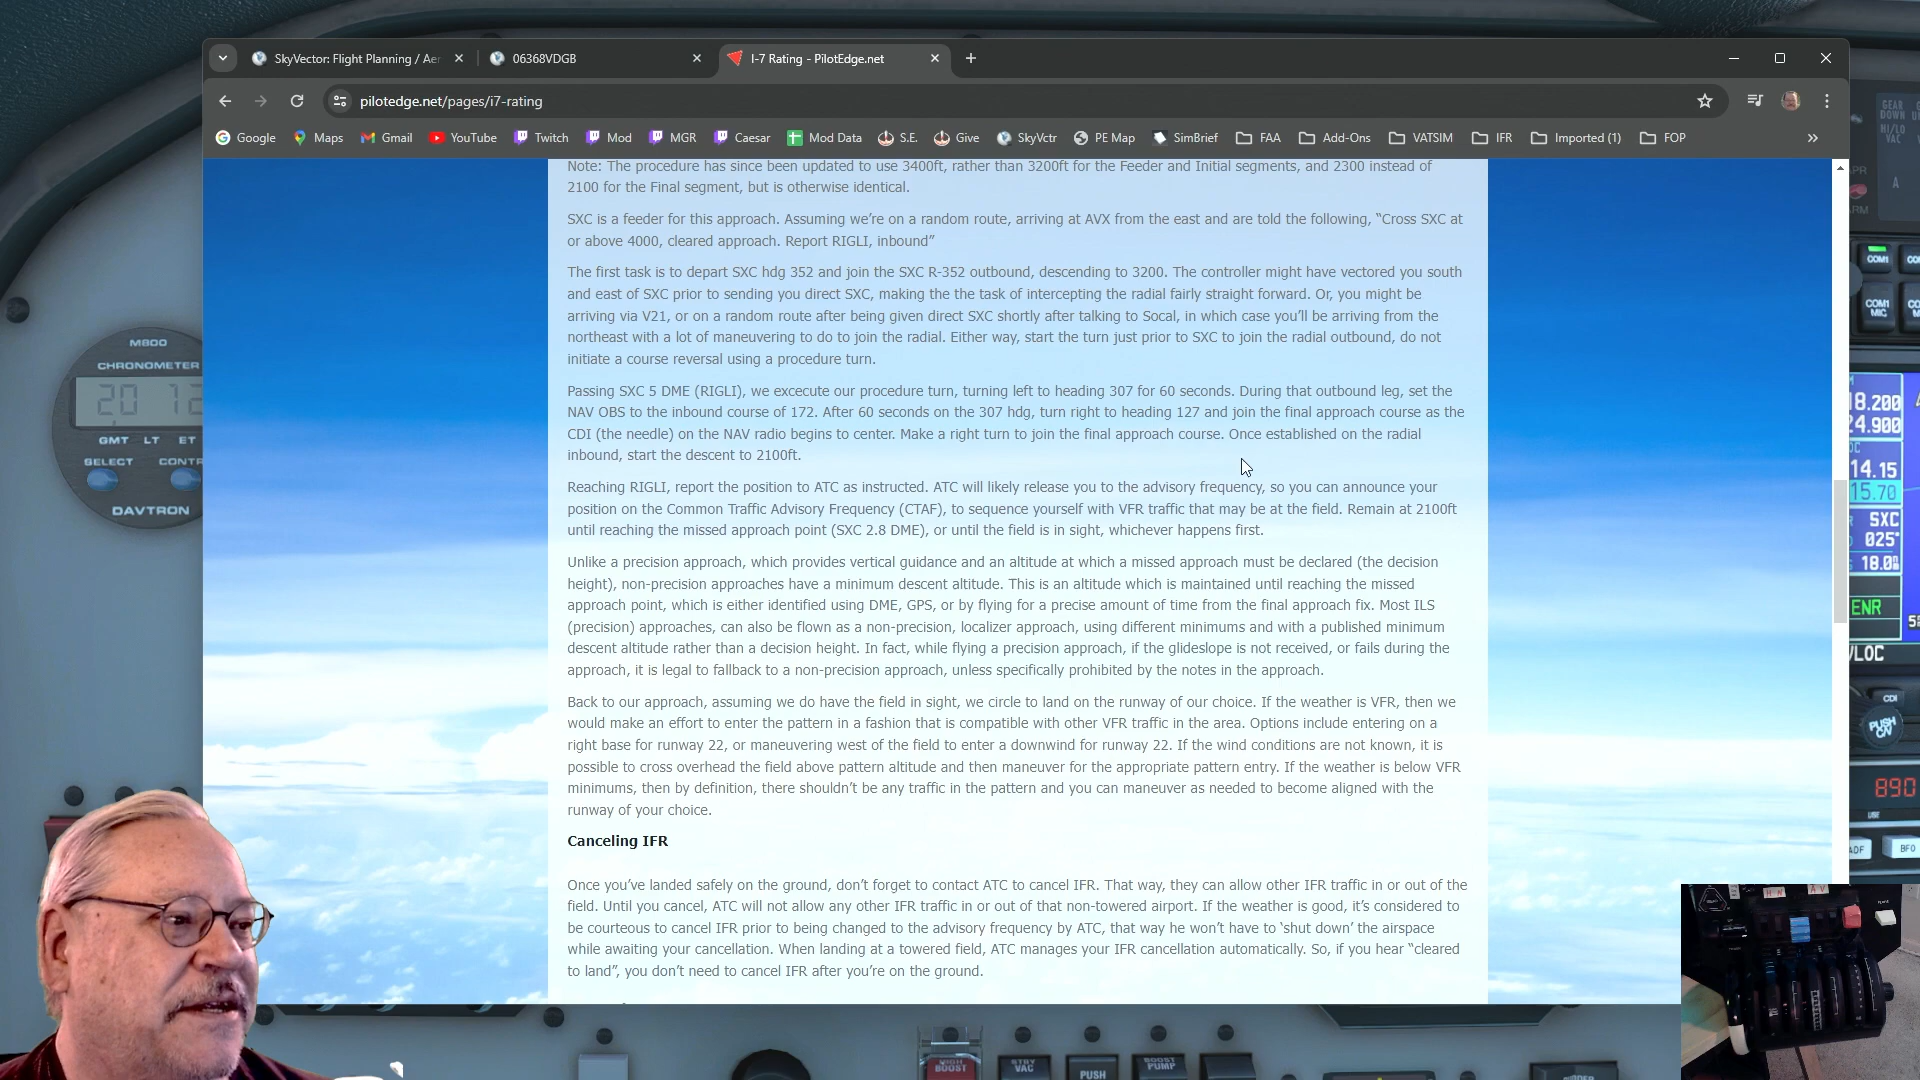 SkyVector: Flight Planning / Aer
06368VDGB
I-7 Rating - PilotEdge.net
pilotedge.net/pages/i7-rating
Google
Maps
Gmail
YouTube
Twitch
Mod
MGR
Caesar
Mod Data
S.E.
Give
SkyVctr
PE Map
SimBrief
FAA
Add-Ons
VATSIM
IFR
Imported (1)
FOP
Note: The procedure has since been updated to use 3400ft, rather than 3200ft for the Feeder and Initial segments, and 2300 instead of
2100 for the Final segment, but is otherwise identical.
SXC is a feeder for this approach. Assuming we’re on a random route, arriving at AVX from the east and are told the following, “Cross SXC at
or above 4000, cleared approach. Report RIGLI, inbound”
The first task is to depart SXC hdg 352 and join the SXC R-352 outbound, descending to 3200. The controller might have vectored you south
and east of SXC prior to sending you direct SXC, making the the task of intercepting the radial fairly straight forward. Or, you might be
arriving via V21, or on a random route after being given direct SXC shortly after talking to Socal, in which case you’ll be arriving from the
northeast with a lot of maneuvering to do to join the radial. Either way, start the turn just prior to SXC to join the radial outbound, do not
initiate a course reversal using a procedure turn.
Passing SXC 5 DME (RIGLI), we excecute our procedure turn, turning left to heading 307 for 60 seconds. During that outbound leg, set the
NAV OBS to the inbound course of 172. After 60 seconds on the 307 hdg, turn right to heading 127 and join the final approach course as the
CDI (the needle) on the NAV radio begins to center. Make a right turn to join the final approach course. Once established on the radial
inbound, start the descent to 2100ft.
Reaching RIGLI, report the position to ATC as instructed. ATC will likely release you to the advisory frequency, so you can announce your
position on the Common Traffic Advisory Frequency (CTAF), to sequence yourself with VFR traffic that may be at the field. Remain at 2100ft
until reaching the missed approach point (SXC 2.8 DME), or until the field is in sight, whichever happens first.
Unlike a precision approach, which provides vertical guidance and an altitude at which a missed approach must be declared (the decision
height), non-precision approaches have a minimum descent altitude. This is an altitude which is maintained until reaching the missed
approach point, which is either identified using DME, GPS, or by flying for a precise amount of time from the final approach fix. Most ILS
(precision) approaches, can also be flown as a non-precision, localizer approach, using different minimums and with a published minimum
descent altitude rather than a decision height. In fact, while flying a precision approach, if the glideslope is not received, or fails during the
approach, it is legal to fallback to a non-precision approach, unless specifically prohibited by the notes in the approach.
Back to our approach, assuming we do have the field in sight, we circle to land on the runway of our choice. If the weather is VFR, then we
would make an effort to enter the pattern in a fashion that is compatible with other VFR traffic in the area. Options include entering on a
right base for runway 22, or maneuvering west of the field to enter a downwind for runway 22. If the wind conditions are not known, it is
possible to cross overhead the field above pattern altitude and then maneuver for the appropriate pattern entry. If the weather is below VFR
minimums, then by definition, there shouldn’t be any traffic in the pattern and you can maneuver as needed to become aligned with the
runway of your choice.
Canceling IFR
Once you’ve landed safely on the ground, don’t forget to contact ATC to cancel IFR. That way, they can allow other IFR traffic in or out of the
field. Until you cancel, ATC will not allow any other IFR traffic in or out of that non-towered airport. If the weather is good, it’s considered to
be courteous to cancel IFR prior to being changed to the advisory frequency by ATC, that way he won’t have to ‘shut down’ the airspace
while awaiting your cancellation. When landing at a towered field, ATC manages your IFR cancellation automatically. So, if you hear “cleared
to land”, you don’t need to cancel IFR after you’re on the ground.
M800
CHRONOMETER
20 12
GMT LT ET
SELECT
CONTR
DAVTRON
GEAR
DOWN
HI/LO
VAC
A
COM1
COM1
MIC
18.200
24.900
14.15
15.70
SXC
025°
18.0
ENR
VLOC
CDI
PUSH
890
ADF
BFO
HIGH
BOOST
STBY
VAC
PUSH
BOOST
PUMP